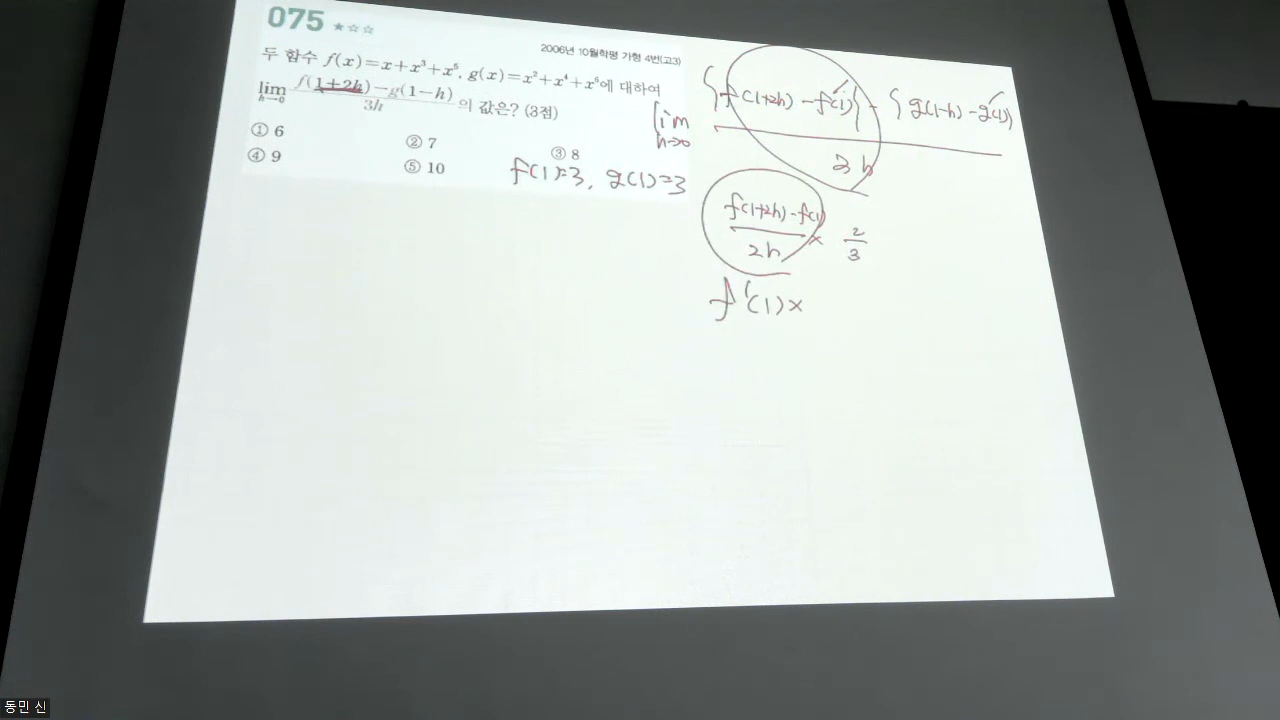 075 ★☆☆
2006년 10월학평 가형 4번(고3)
두 함수 f(x)=x+x³+x⁵, g(x)=x²+x⁴+x⁶에 대하여
lim h→0 f(1+2h)-g(1-h) / 3h 의 값은? (3점)
① 6 ② 7 ③ 8
④ 9 ⑤ 10
f(1)=3, g(1)=3
lim h→0 {f(1+2h)-f(1)} - {g(1-h)-g(1)} / 3h
f(1+2h)-f(1) / 2h × 2/3
f'(1)×
동민 신